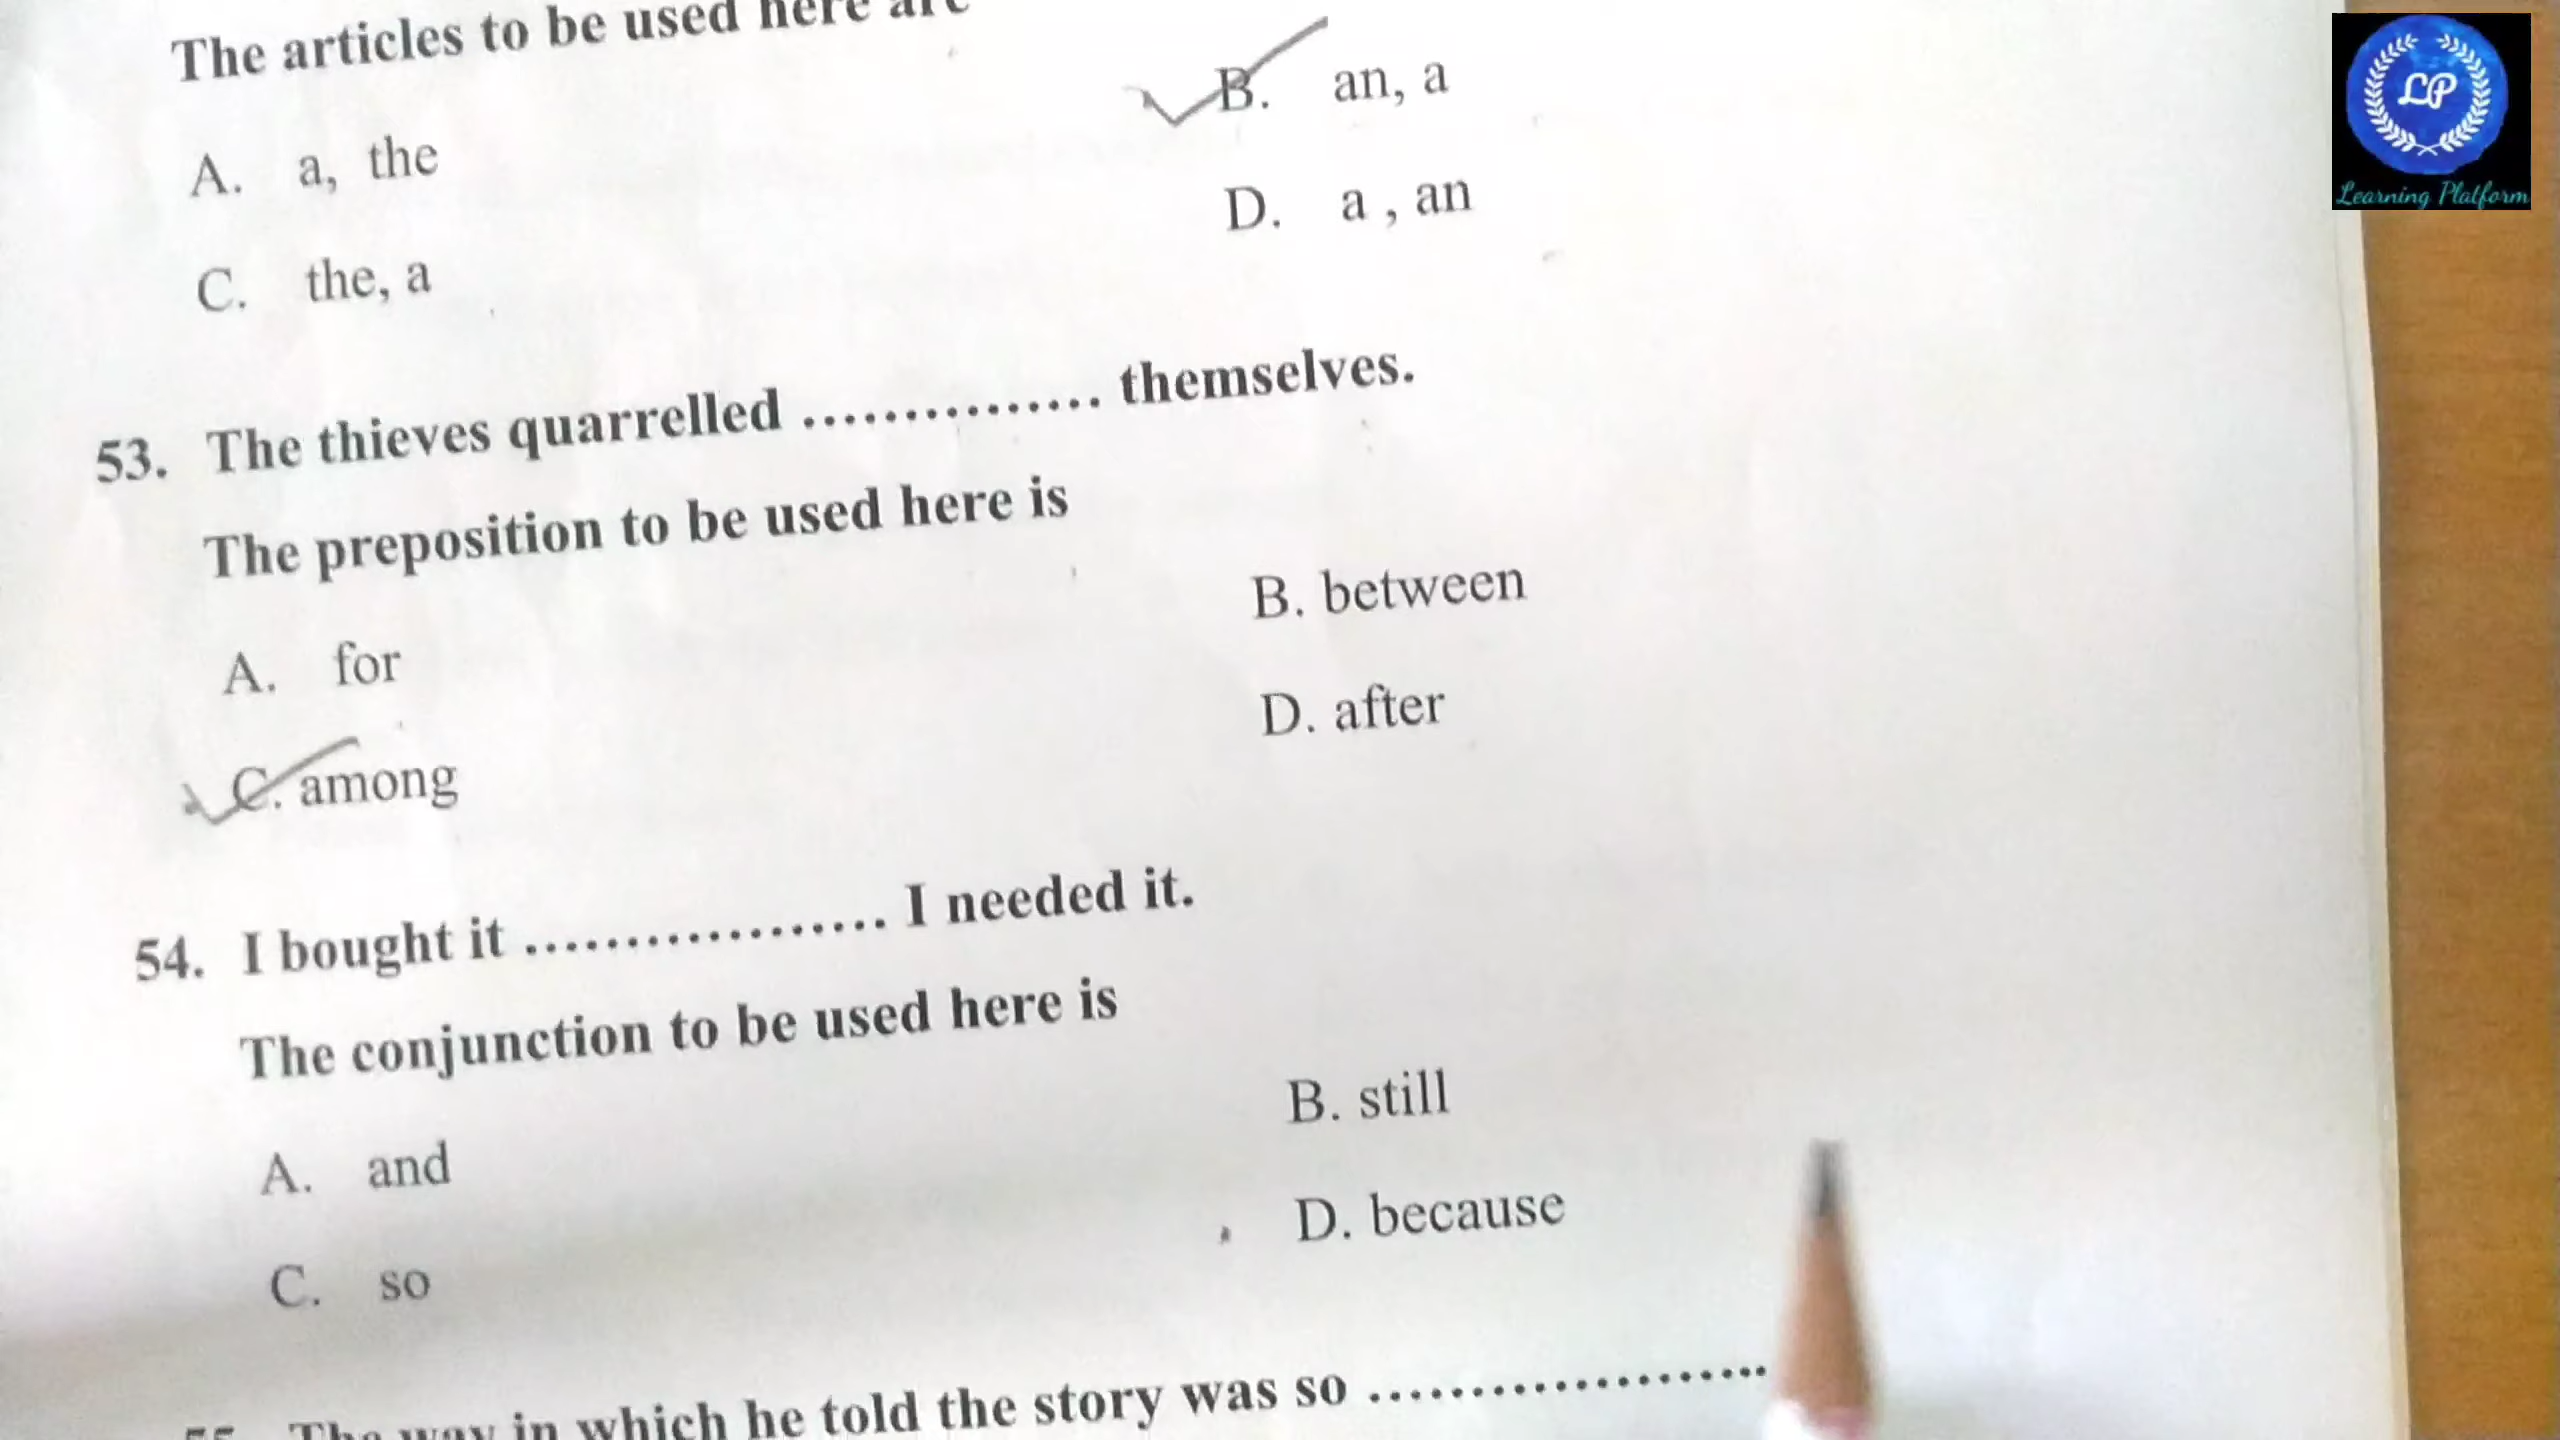 The articles to be used here are
B. an, a
A. a, the
D. a , an
C. the, a
53. The thieves quarrelled ............... themselves.
The preposition to be used here is
B. between
A. for
D. after
C. among
54. I bought it .................. I needed it.
The conjunction to be used here is
B. still
A. and
D. because
C. so
55. The way in which he told the story was so ....................
LP
Learning Platform